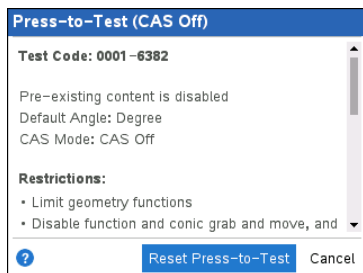 Press-to-Test (CAS Off)
Test Code: 0001-6382
Pre-existing content is disabled
Default Angle: Degree
CAS Mode: CAS Off
Restrictions:
• Limit geometry functions
• Disable function and conic grab and move, and
? Reset Press-to-Test Cancel